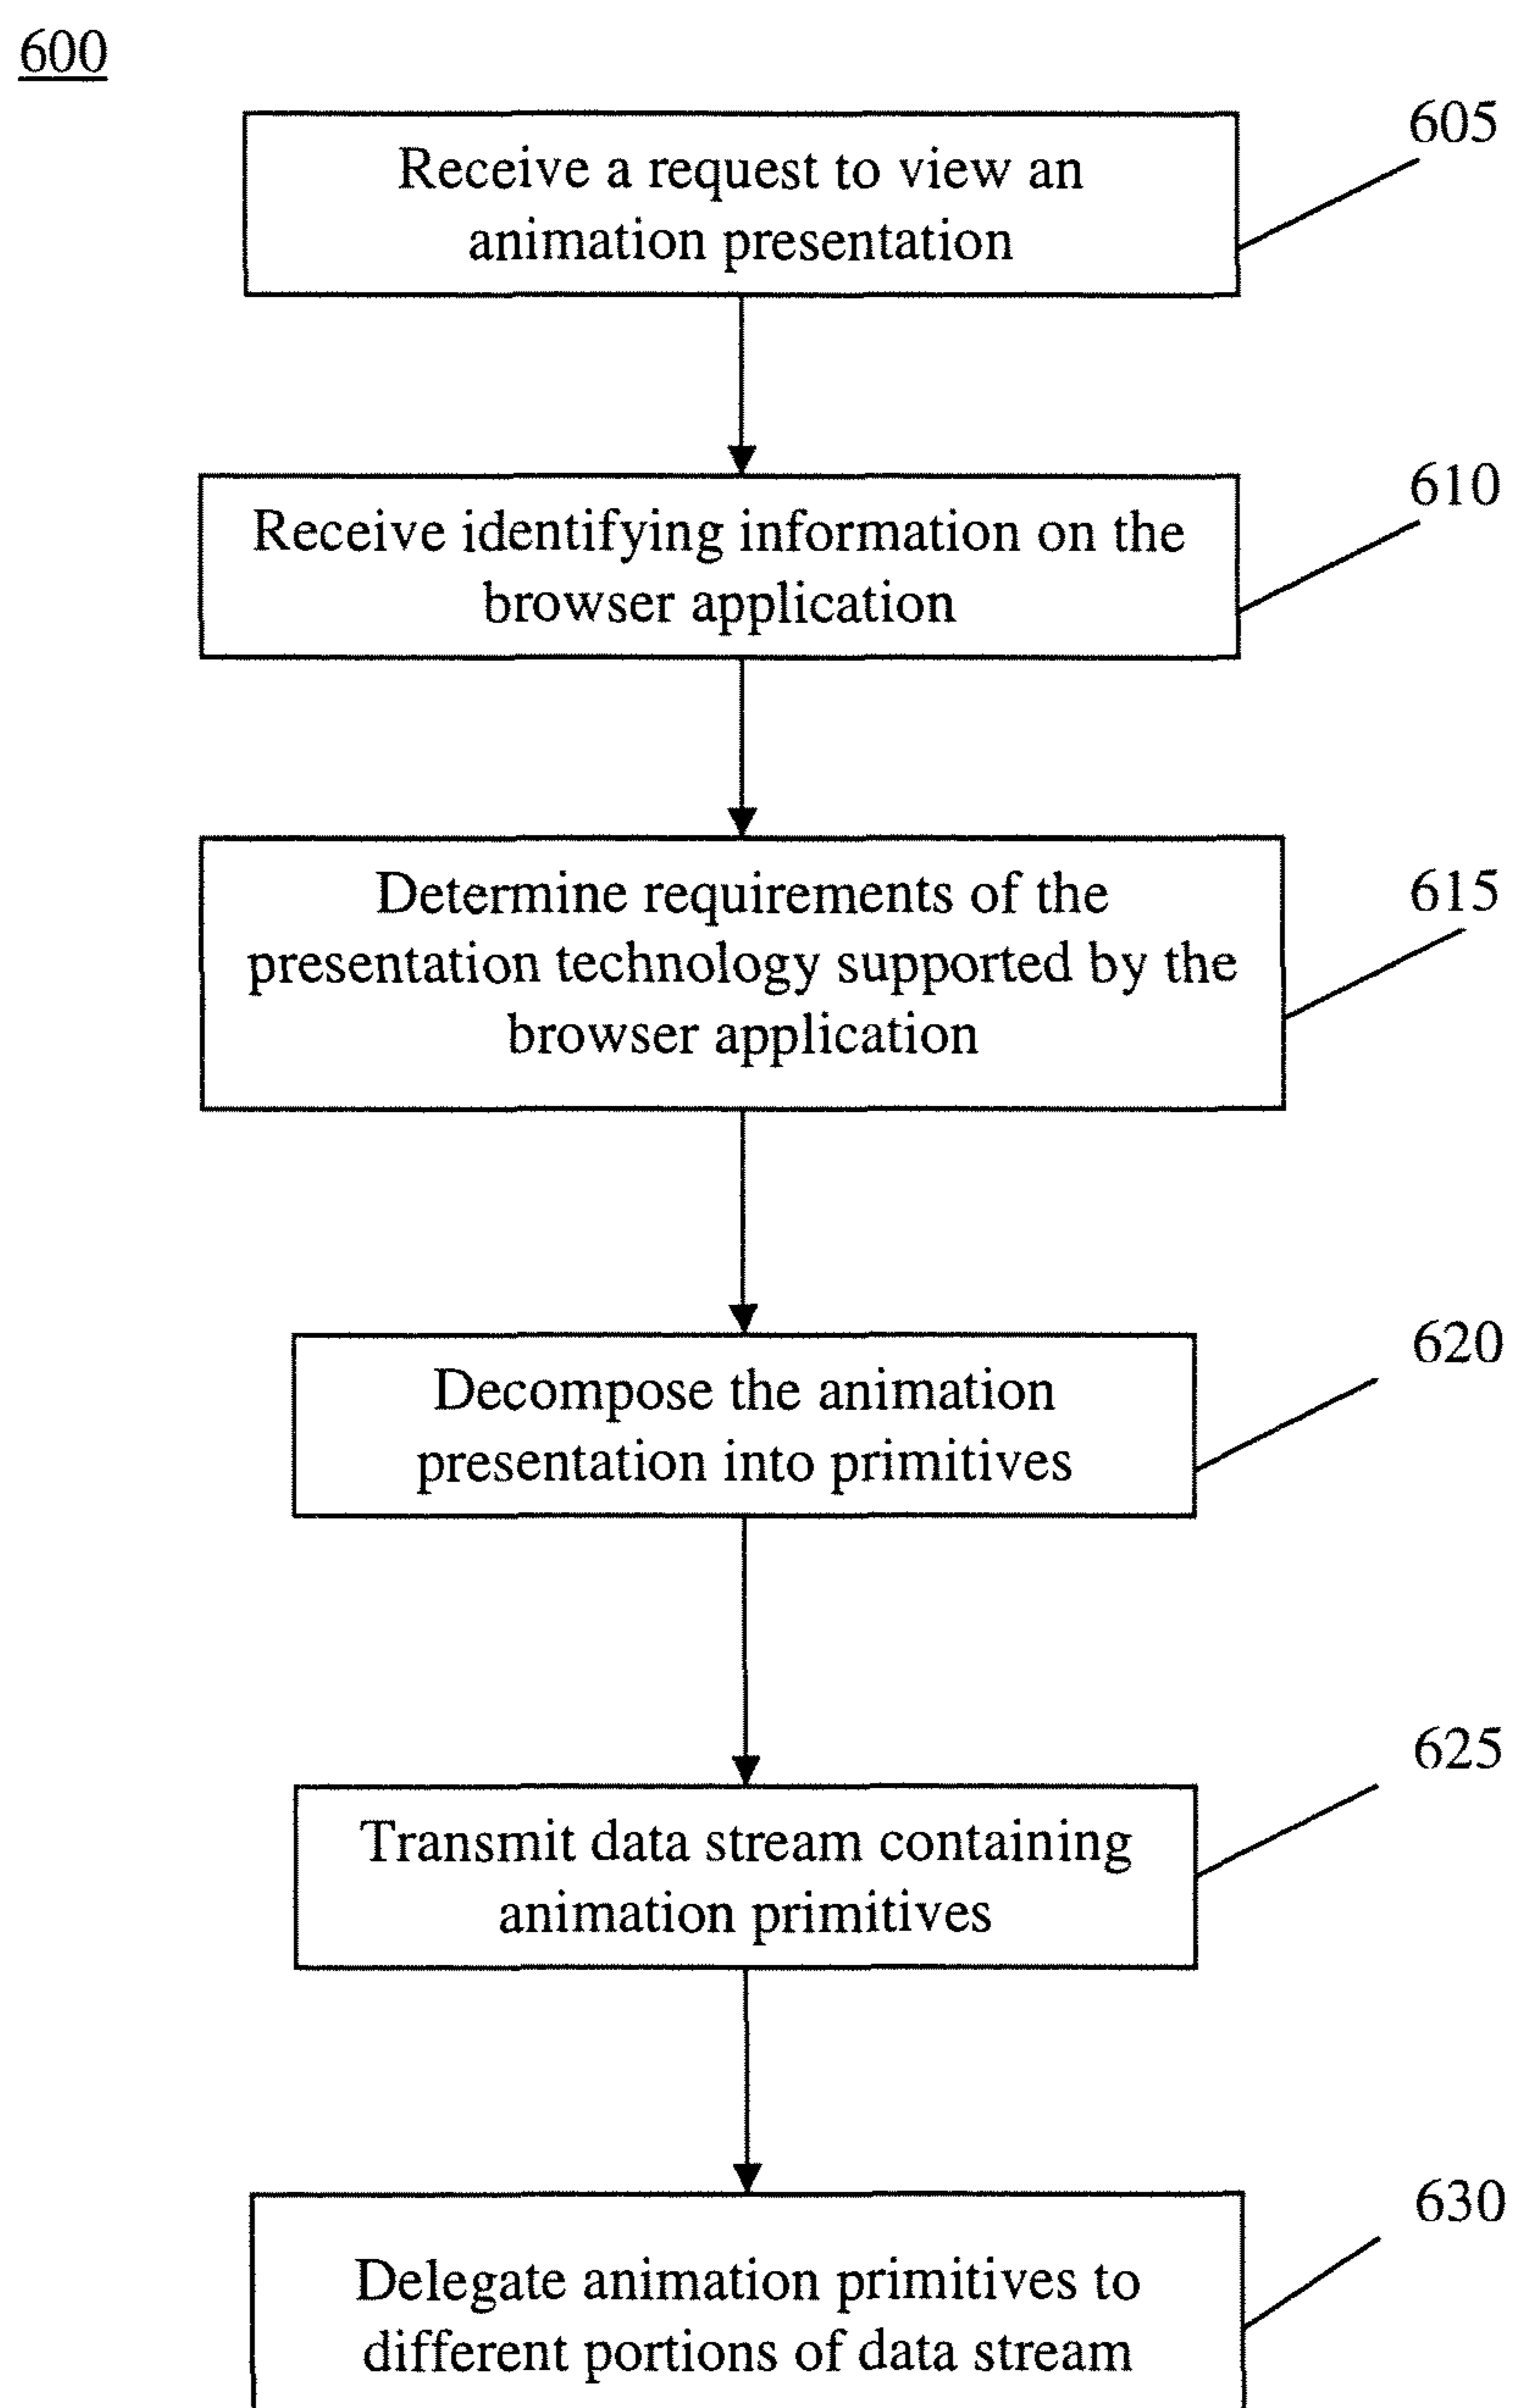 600
605
Receive a request to view an
animation presentation
610
Receive identifying information on the
browser application
615
Determine requirements of the
presentation technology supported by the
browser application
620
Decompose the animation
presentation into primitives
625
Transmit data stream containing
animation primitives
630
Delegate animation primitives to
different portions of data stream